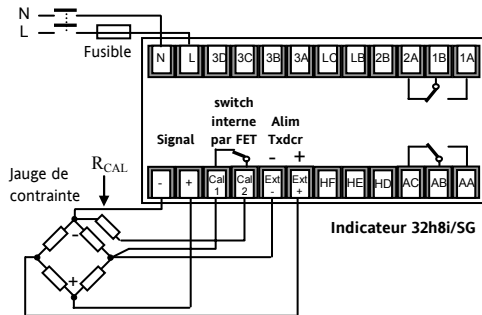 N
L
Fusible
N L 3D 3C 3B 3A LC LB 2B 2A 1B 1A
switch
interne
par FET
Alim
Txdcr
Signal
- +
- + Cal 1 Cal 2 Ext - Ext + HF HE HD AC AB AA
Jauge de
contrainte
RCAL
Indicateur 32h8i/SG
-
+